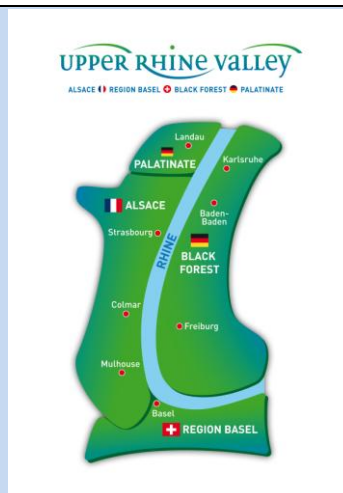 UPPER RHINE VALLEY
ALSACE REGION BASEL BLACK FOREST PALATINATE
Landau
PALATINATE
Karlsruhe
ALSACE
Baden-
Baden
Strasbourg
RHINE
BLACK
FOREST
Colmar
Freiburg
Mulhouse
Basel
REGION BASEL